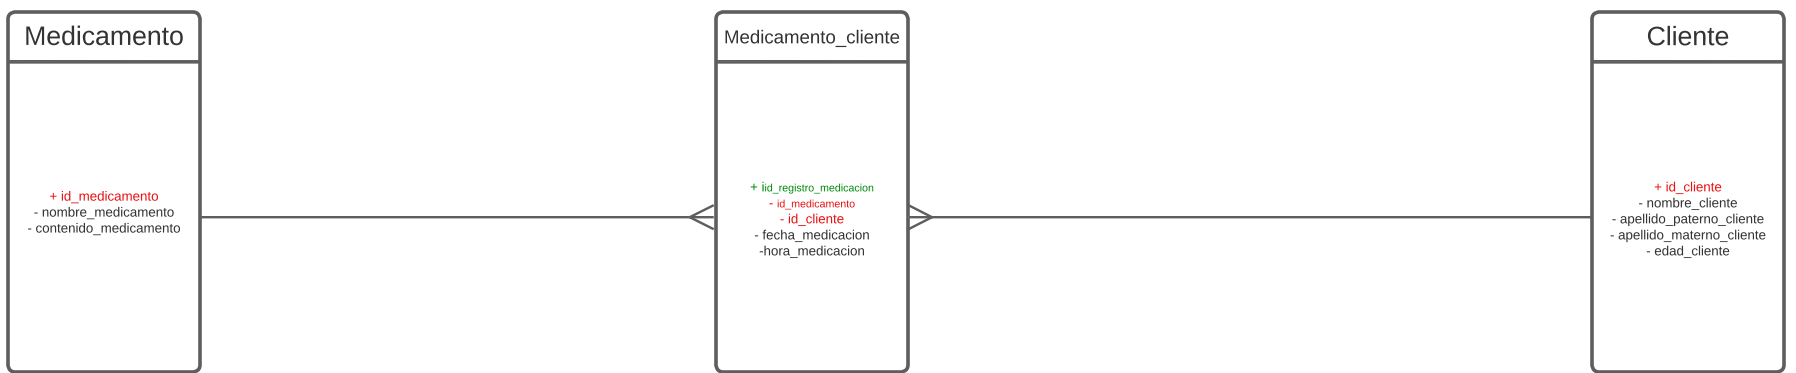 Medicamento
+ id_medicamento
- nombre_medicamento
- contenido_medicamento
Medicamento_cliente
+ iid_registro_medicacion
- id_medicamento
- id_cliente
- fecha_medicacion
-hora_medicacion
Cliente
+ id_cliente
- nombre_cliente
- apellido_paterno_cliente
- apellido_materno_cliente
- edad_cliente